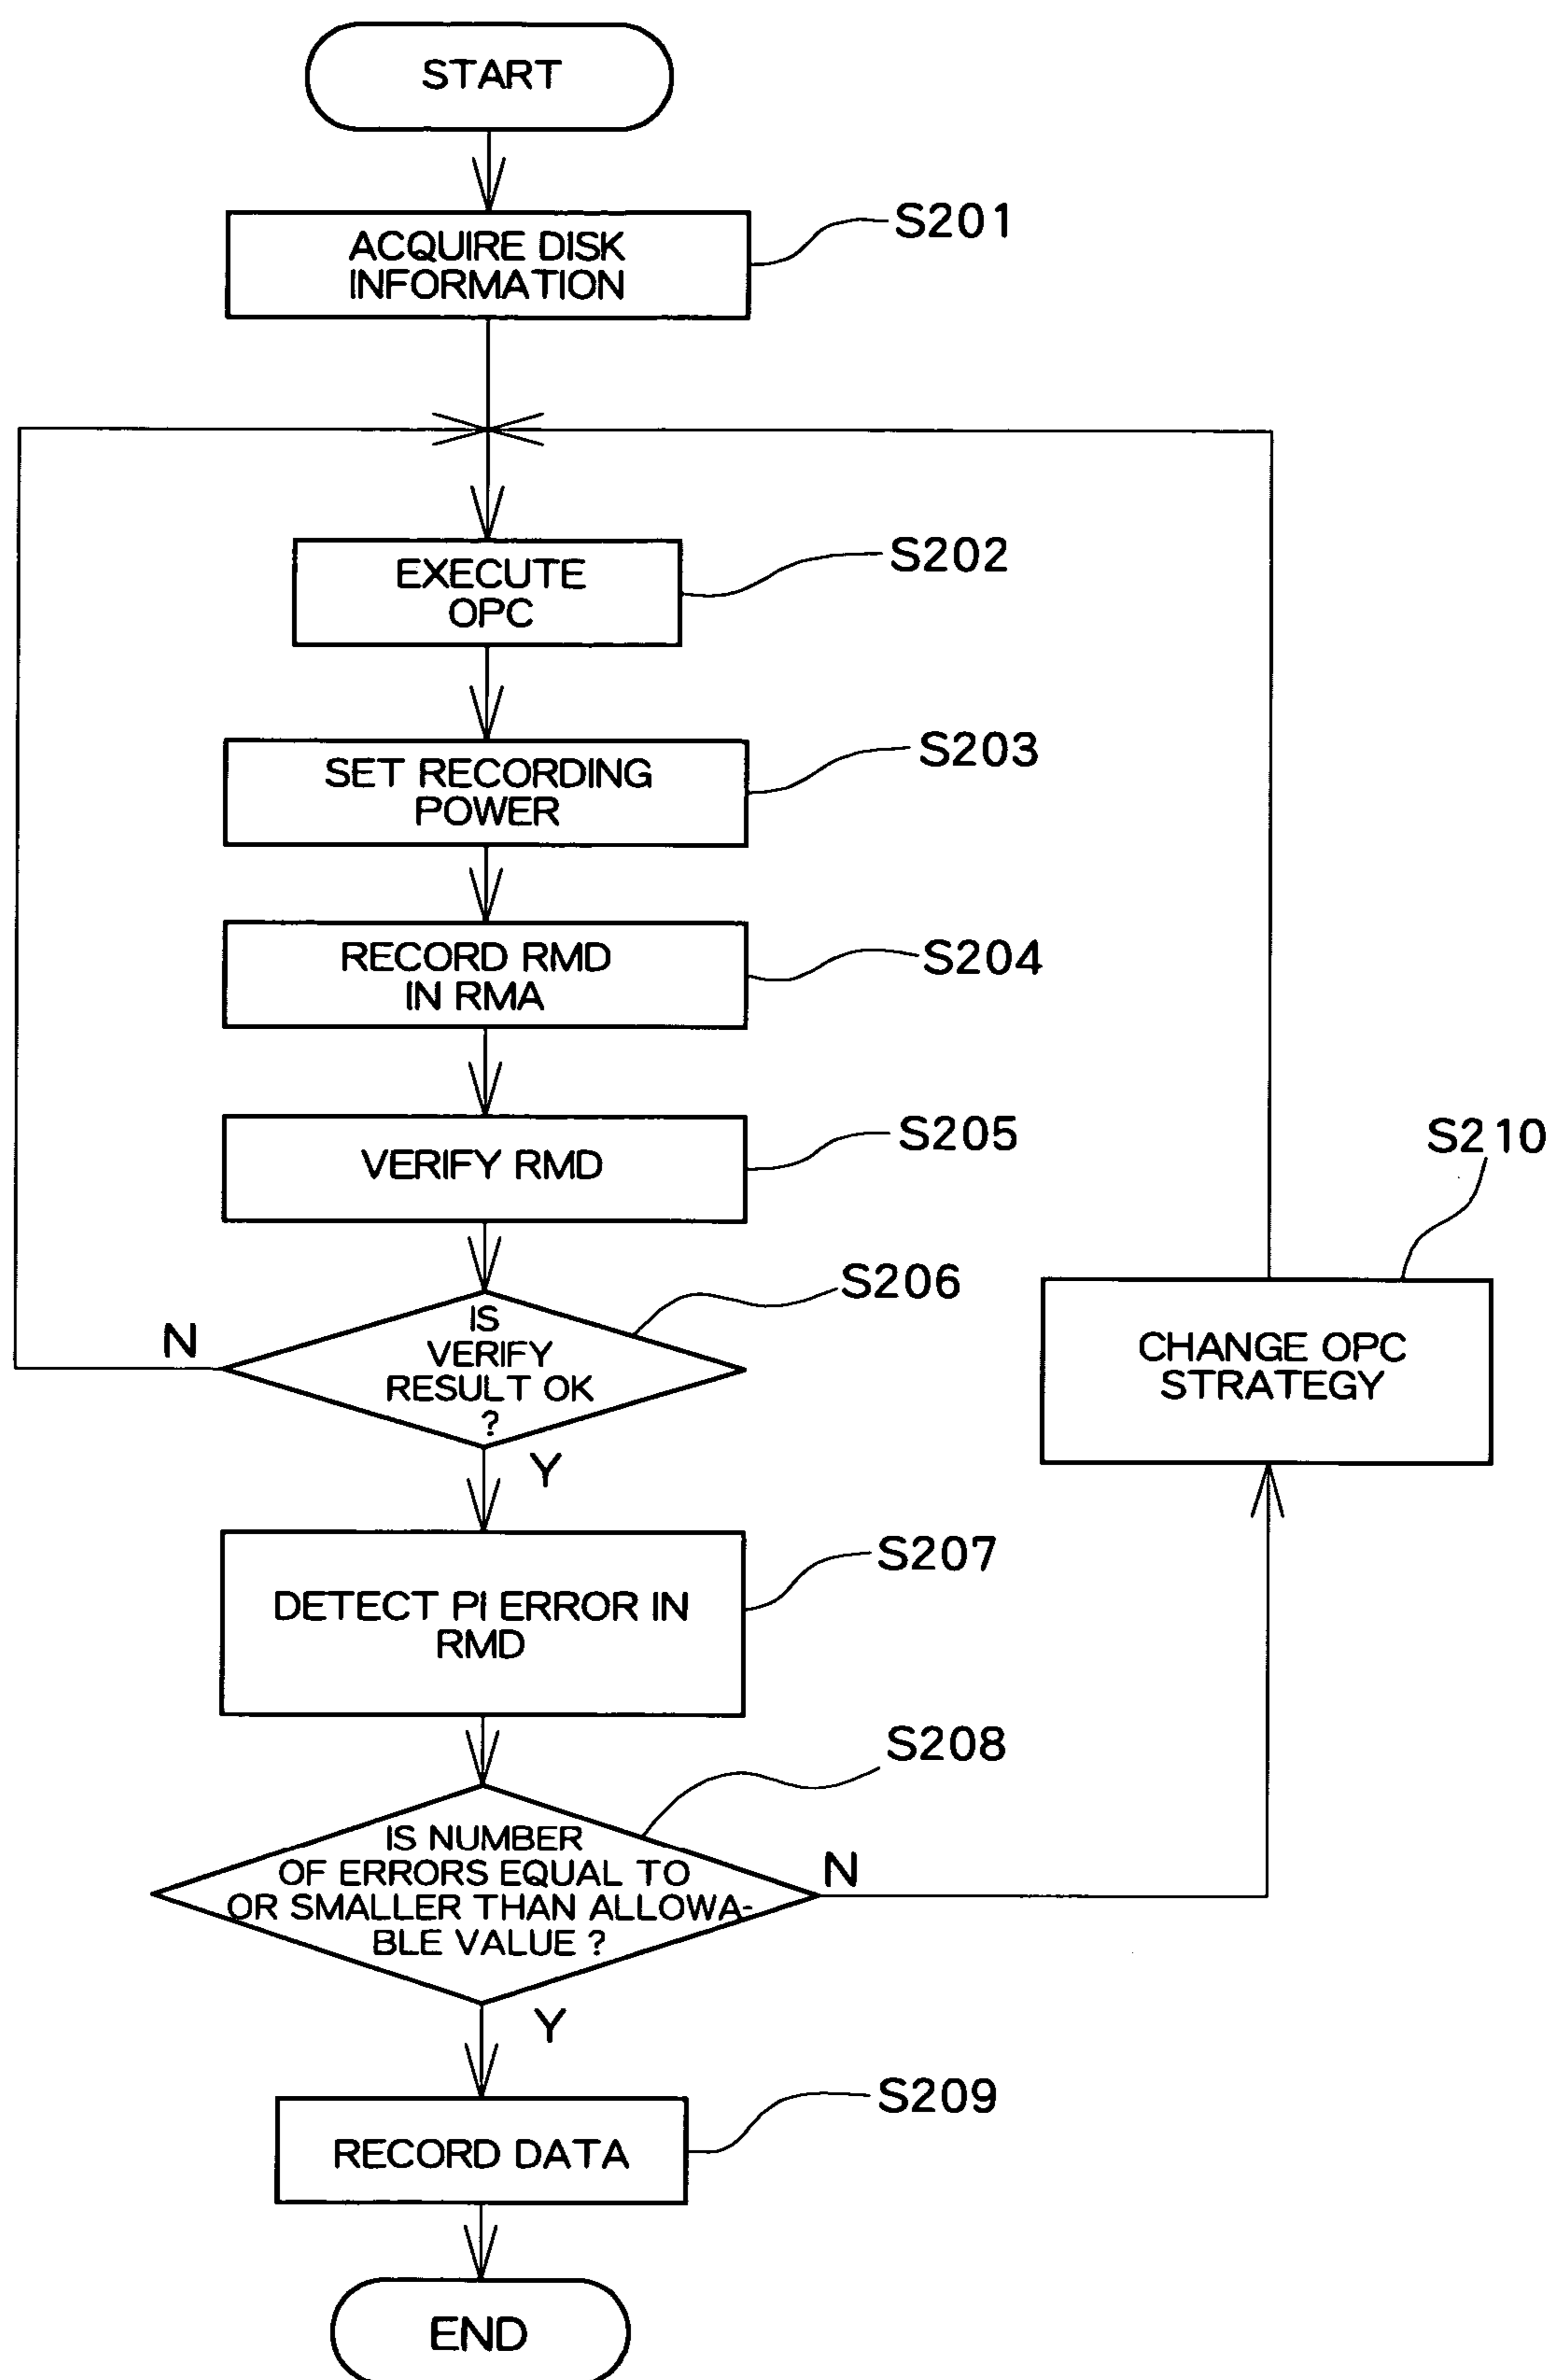 START
S201
ACQUIRE DISK
INFORMATION
S202
EXECUTE
OPC
S203
SET RECORDING
POWER
S204
RECORD RMD
IN RMA
S205
VERIFY RMD
S210
S206
N
IS
VERIFY
RESULT OK
?
CHANGE OPC
STRATEGY
Y
S207
DETECT PI ERROR IN
RMD
S208
IS NUMBER
OF ERRORS EQUAL TO
OR SMALLER THAN ALLOWA-
BLE VALUE ?
N
Y
S209
RECORD DATA
END